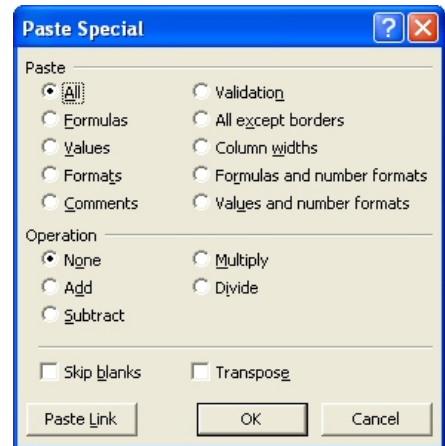 Paste Special
Paste
All
Validation
Formulas
All except borders
Values
Column widths
Formats
Formulas and number formats
Comments
Values and number formats
Operation
None
Multiply
Add
Divide
Subtract
Skip blanks
Transpose
Paste Link
OK
Cancel